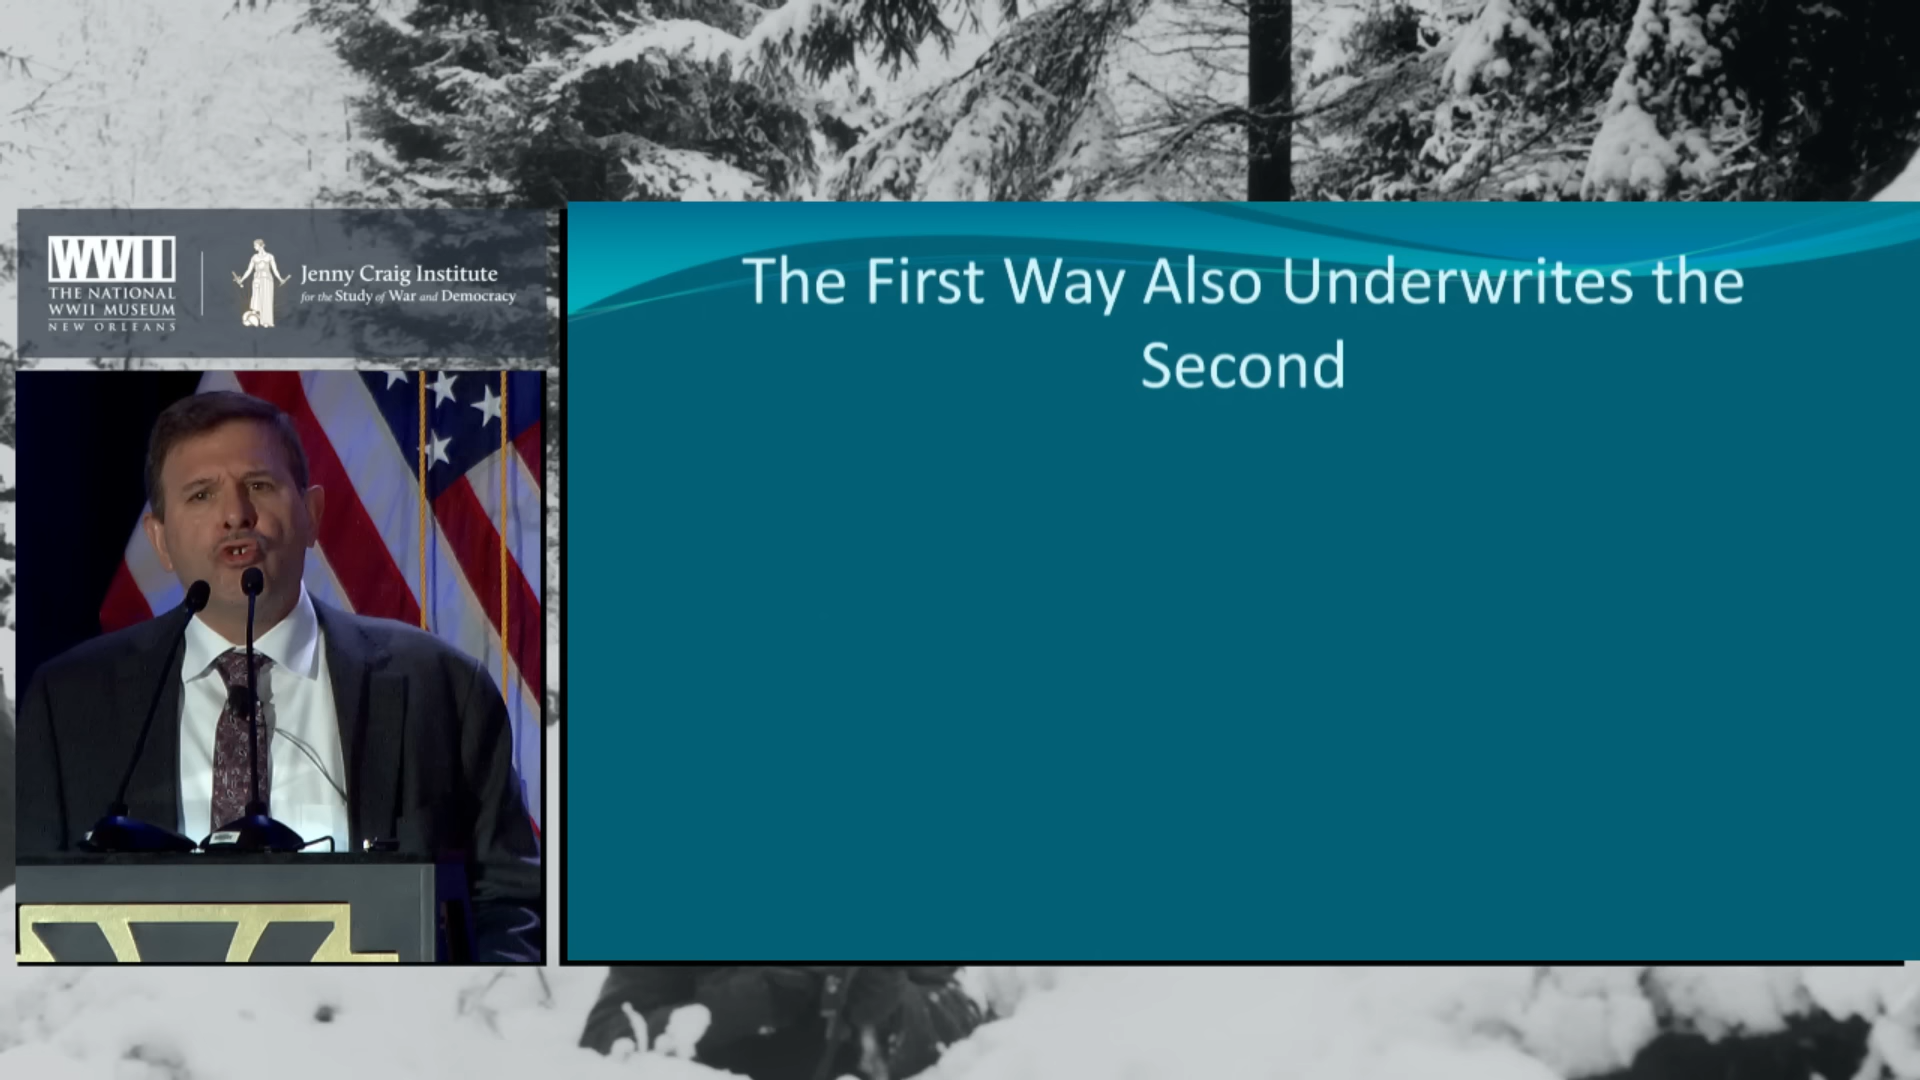 WWII
THE NATIONAL
WWII MUSEUM
NEW ORLEANS
Jenny Craig Institute
for the Study of War and Democracy
The First Way Also Underwrites the
Second